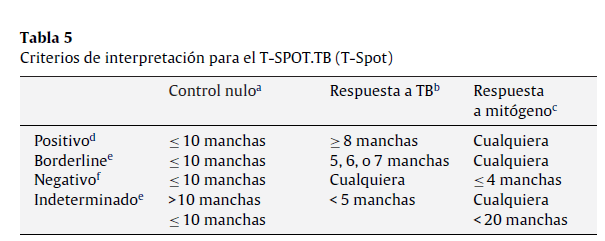 Tabla 5
Criterios de interpretación para el T-SPOT.TB (T-Spot)
Control nuloᵃ Respuesta a TBᵇ Respuesta
a mitógenoᶜ
Positivoᵈ ≤ 10 manchas ≥ 8 manchas Cualquiera
Borderlineᵉ ≤ 10 manchas 5, 6, o 7 manchas Cualquiera
Negativoᶠ ≤ 10 manchas Cualquiera ≤ 4 manchas
Indeterminadoᵉ >10 manchas < 5 manchas Cualquiera
≤ 10 manchas < 20 manchas